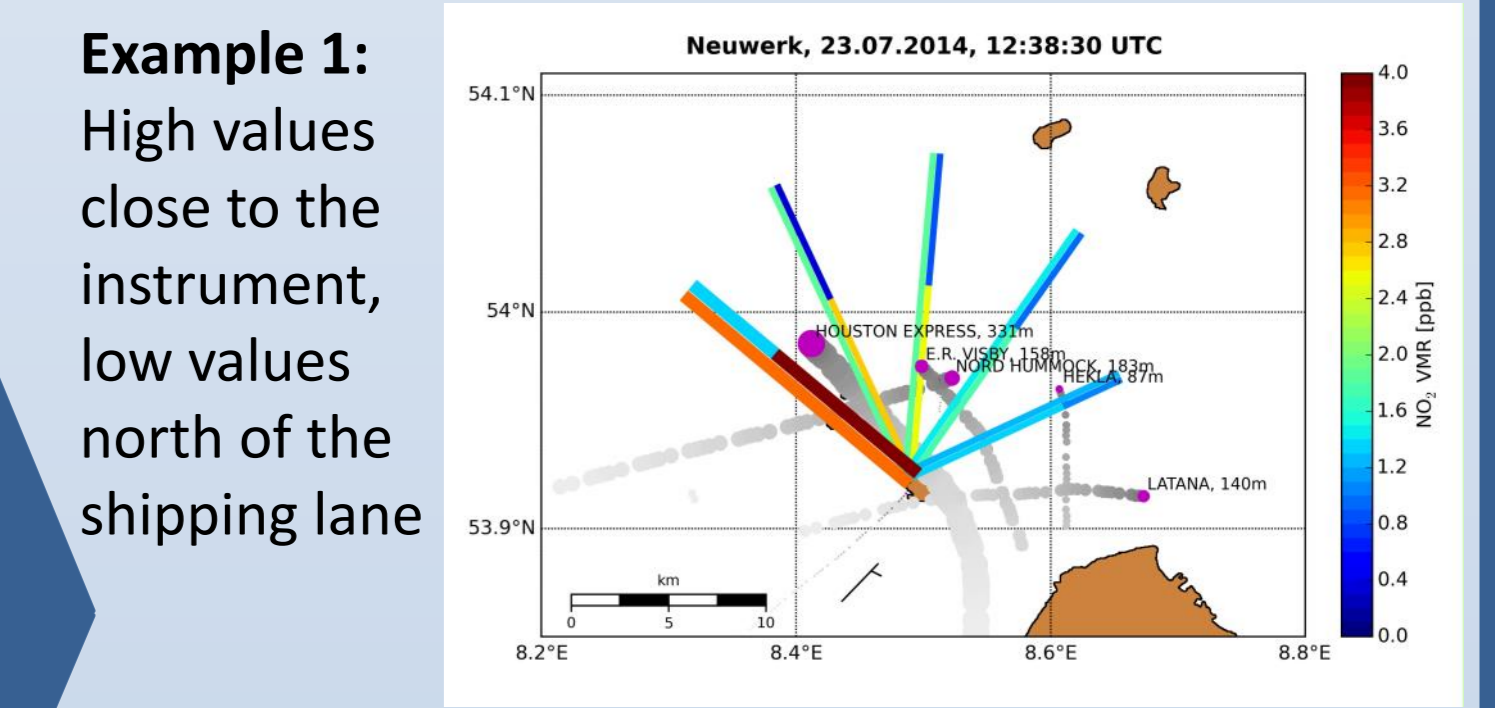 Example 1:
High values
close to the
instrument,
low values
north of the
shipping lane
Neuwerk, 23.07.2014, 12:38:30 UTC
54.1°N
54°N
53.9°N
8.2°E
8.4°E
8.6°E
8.8°E
HOUSTON EXPRESS, 331m
E.R. VISBY, 158m
NORD HUMMOCK, 183m
HEKLA, 87m
LATANA, 140m
km
0 5 10
4.0
3.6
3.2
2.8
2.4
2.0
1.6
1.2
0.8
0.4
0.0
NO₂ VMR [ppb]